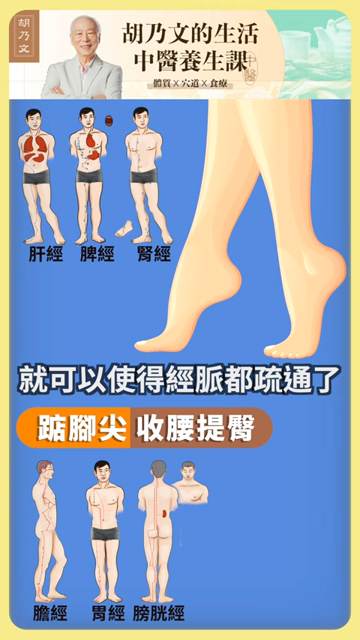 胡乃文
胡乃文的生活
中醫養生課
體質X穴道X食療
肝經 脾經 腎經
就可以使得經脈都疏通了
踮腳尖 收腰提臀
膽經 胃經 膀胱經